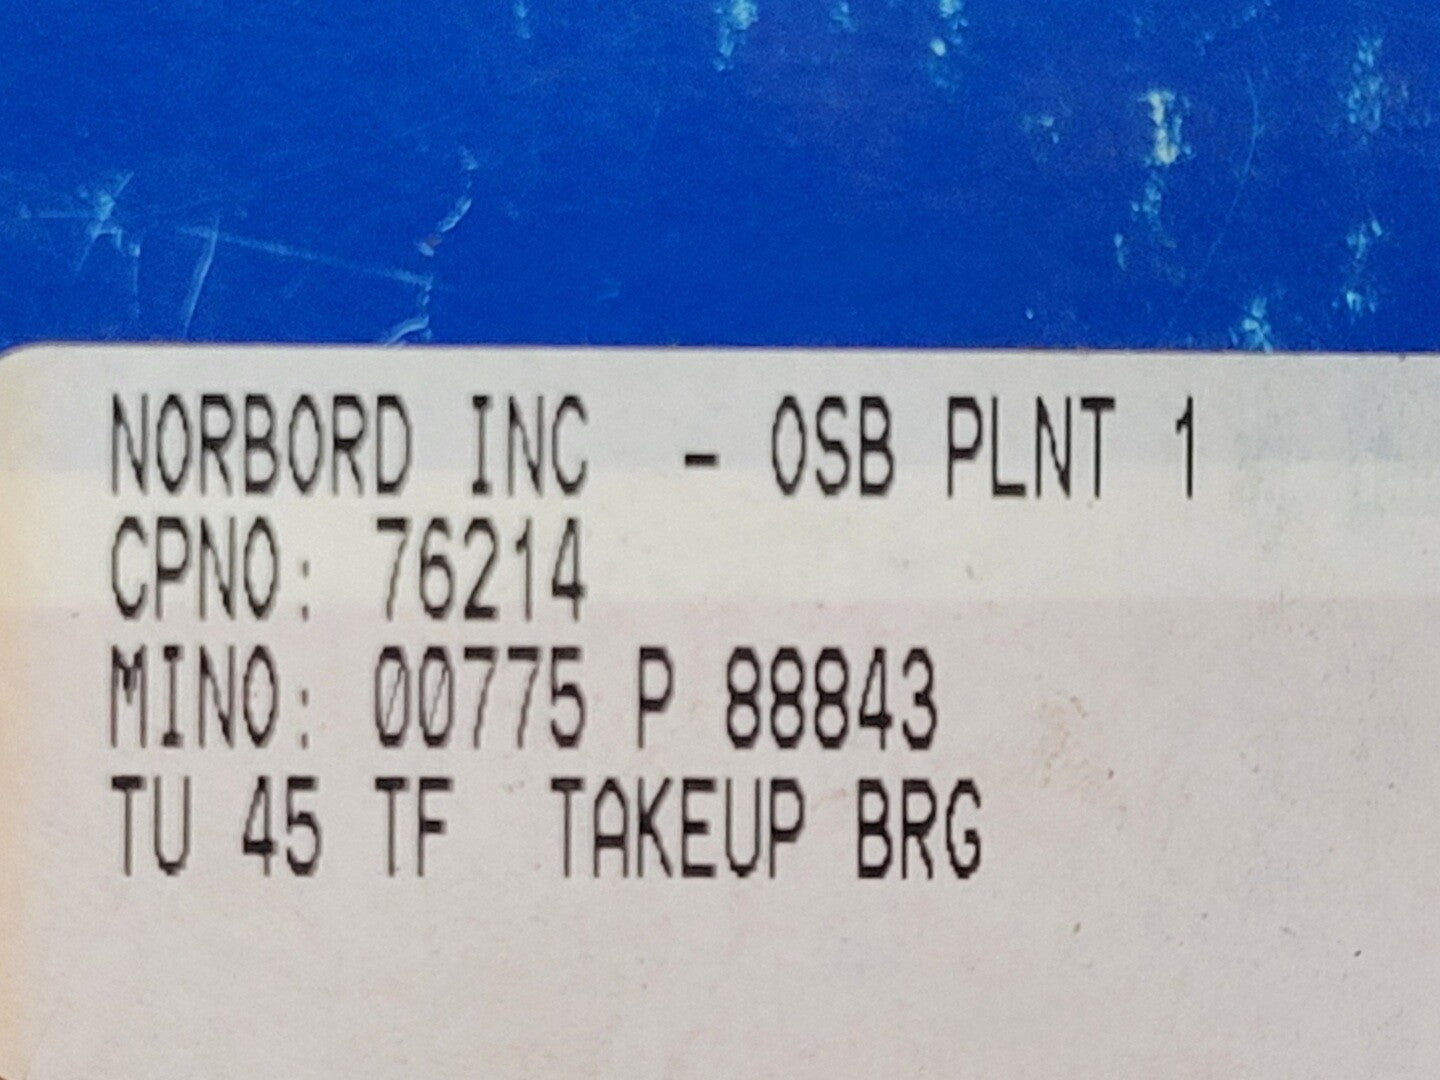 NORBORD INC - OSB PLNT 1
CPNO: 76214
MINO: 00775 P 88843
TU 45 TF TAKEUP BRG